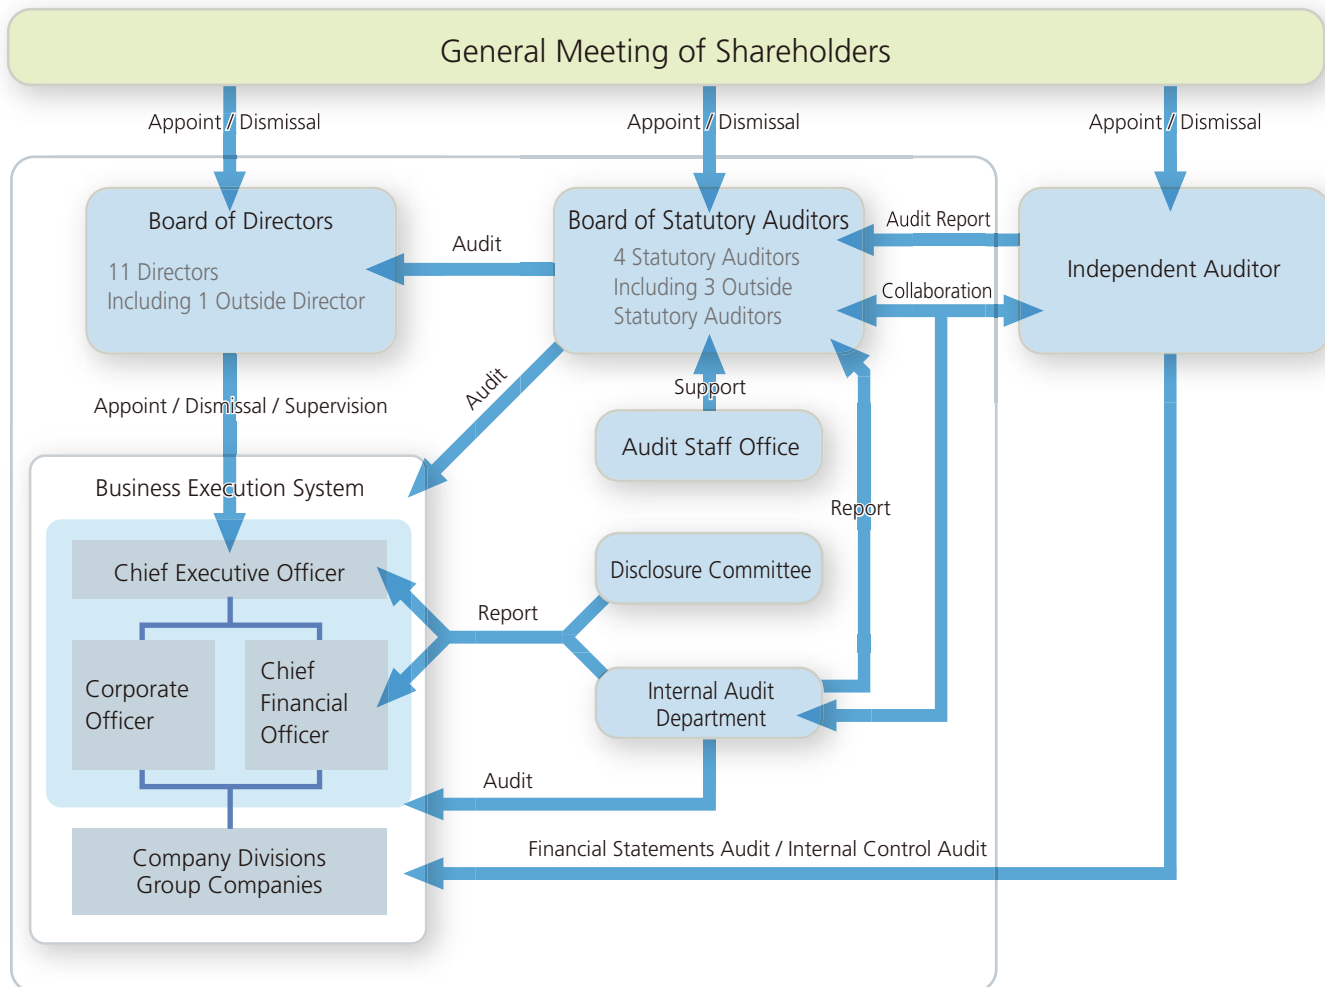 General Meeting of Shareholders
Appoint / Dismissal
Appoint / Dismissal
Appoint / Dismissal
Board of Directors
11 Directors
Including 1 Outside Director
Audit
Board of Statutory Auditors
4 Statutory Auditors
Including 3 Outside
Statutory Auditors
Audit Report
Collaboration
Independent Auditor
Appoint / Dismissal / Supervision
Audit
Support
Audit Staff Office
Business Execution System
Report
Disclosure Committee
Chief Executive Officer
Report
Corporate
Officer
Chief
Financial
Officer
Internal Audit
Department
Audit
Financial Statements Audit / Internal Control Audit
Company Divisions
Group Companies